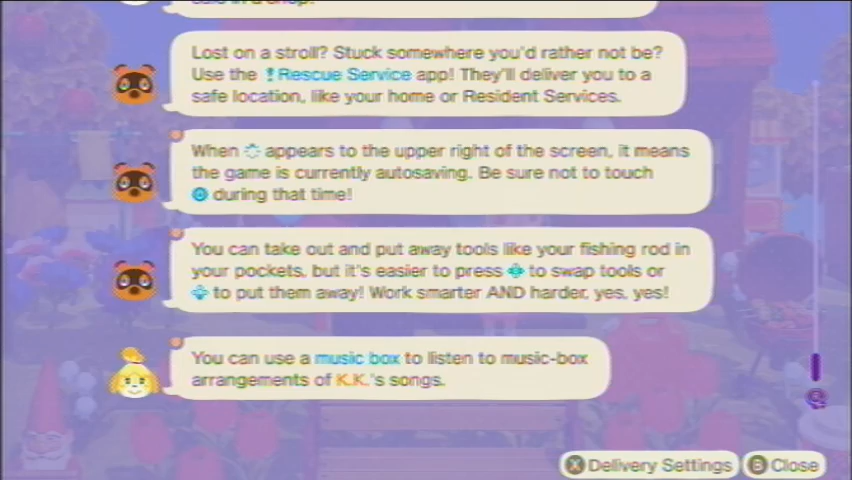 Lost on a stroll? Stuck somewhere you'd rather not be?
Use the Rescue Service app! They'll deliver you to a
safe location, like your home or Resident Services.
When appears to the upper right of the screen, it means
the game is currently autosaving. Be sure not to touch
during that time!
You can take out and put away tools like your fishing rod in
your pockets, but it's easier to press to swap tools or
to put them away! Work smarter AND harder, yes, yes!
You can use a music box to listen to music-box
arrangements of K.K.'s songs.
X Delivery Settings B Close